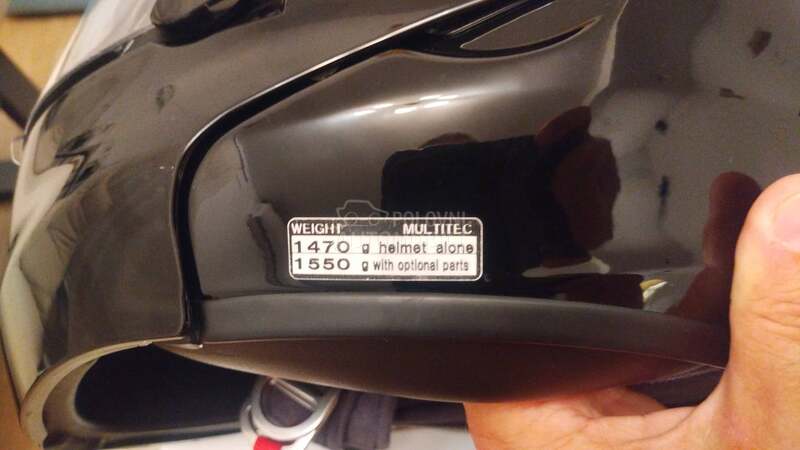 POLOVNI
WEIGHT MULTITEC
1470 g helmet alone
1550 g with optional parts